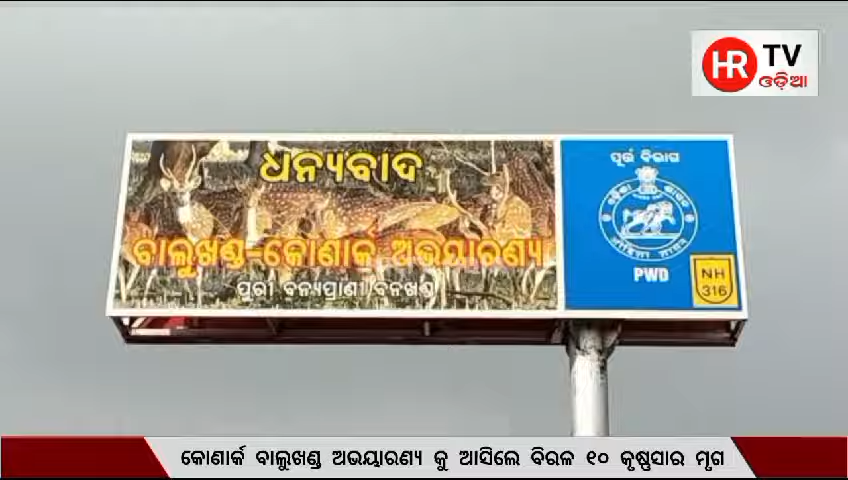 HR TV
ଓଡ଼ିଆ
ଧନ୍ୟବାଦ
ବାଲୁଖଣ୍ଡ-କୋଣାର୍କ ଅଭୟାରଣ୍ୟ
ପୁରୀ ବନ୍ୟପ୍ରାଣୀ ବନଖଣ୍ଡ
ପୂର୍ତ୍ତ ବିଭାଗ
PWD
NH
316
କୋଣାର୍କ ବାଲୁଖଣ୍ଡ ଅଭୟାରଣ୍ୟ କୁ ଆସିଲେ ବିରଳ ୧୦ କୃଷ୍ଣସାର ମୃଗ